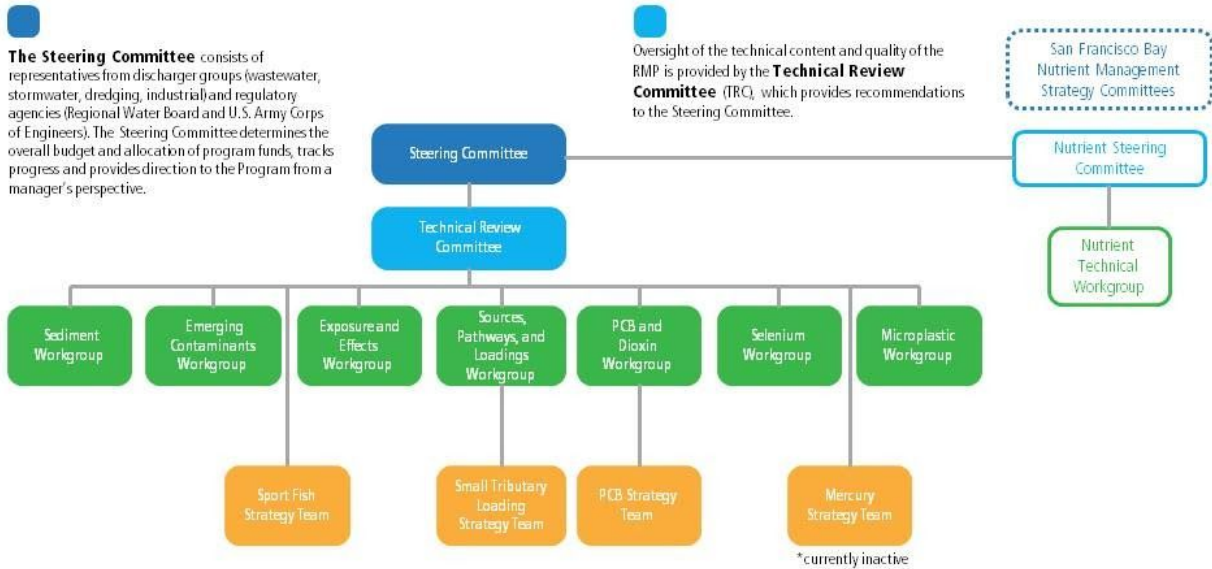 The Steering Committee consists of
representatives from discharger groups (wastewater,
stormwater, dredging, industrial) and regulatory
agencies (Regional Water Board and U.S. Army Corps
of Engineers). The Steering Committee determines the
overall budget and allocation of program funds, tracks
progress and provides direction to the Program from a
manager's perspective.
Oversight of the technical content and quality of the
RMP is provided by the Technical Review
Committee (TRC), which provides recommendations
to the Steering Committee.
San Francisco Bay
Nutrient Management
Strategy Committees
Steering Committee
Nutrient Steering
Committee
Technical Review
Committee
Nutrient
Technical
Workgroup
Sediment
Workgroup
Emerging
Contaminants
Workgroup
Exposure and
Effects
Workgroup
Sources,
Pathways, and
Loadings
Workgroup
PCB and
Dioxin
Workgroup
Selenium
Workgroup
Microplastic
Workgroup
Sport Fish
Strategy Team
Small Tributary
Loading
Strategy Team
PCB Strategy
Team
Mercury
Strategy Team
*currently inactive